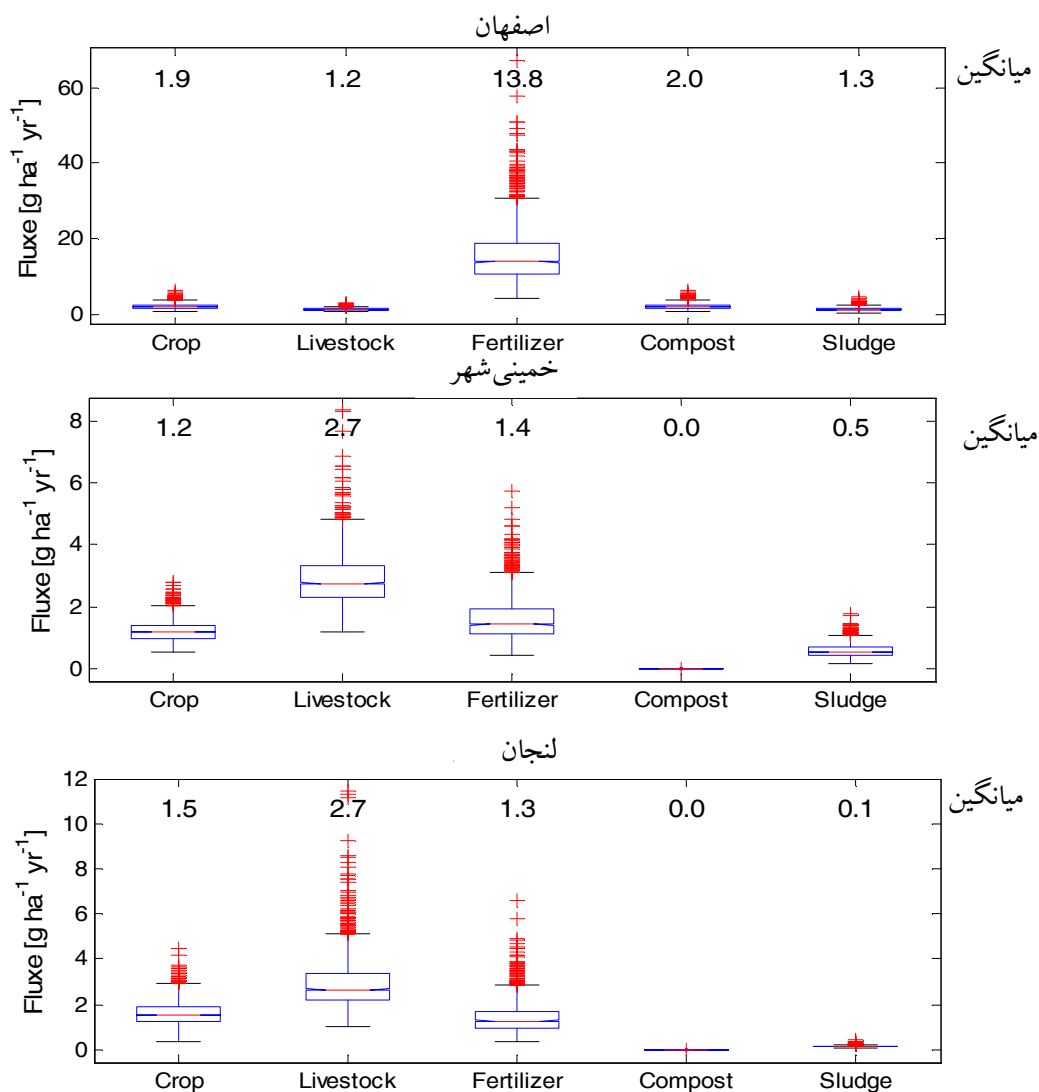 اصفهان
میانگین
1.9 1.2 13.8 2.0 1.3
60
40
20
0
Fluxe [g ha⁻¹ yr⁻¹]
Crop Livestock Fertilizer Compost Sludge
خمینی‌شهر
میانگین
1.2 2.7 1.4 0.0 0.5
8
6
4
2
0
Fluxe [g ha⁻¹ yr⁻¹]
Crop Livestock Fertilizer Compost Sludge
لنجان
میانگین
1.5 2.7 1.3 0.0 0.1
12
10
8
6
4
2
0
Fluxe [g ha⁻¹ yr⁻¹]
Crop Livestock Fertilizer Compost Sludge